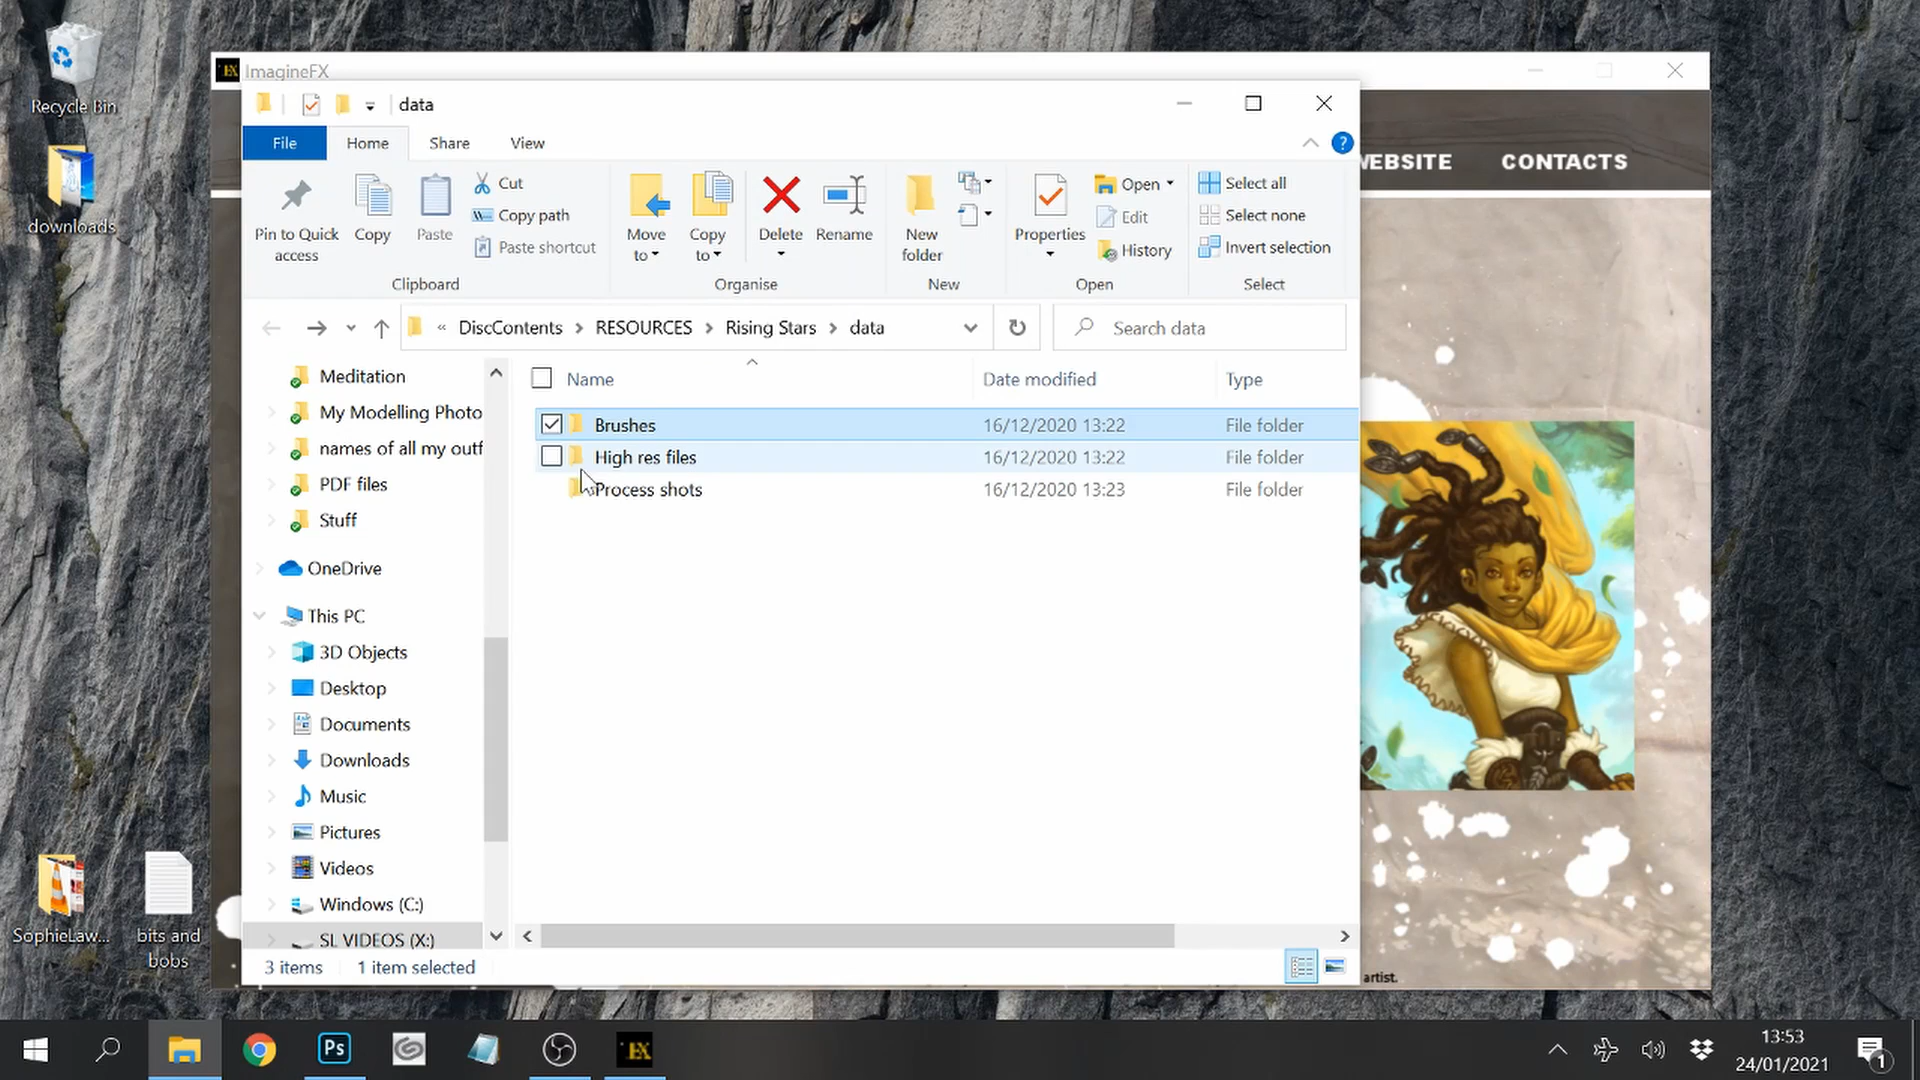 Recycle Bin
downloads
SophieLaw...
bits and
bobs
ImagineFX
WEBSITE
CONTACTS
data
File
Home
Share
View
?
Pin to Quick
access
Copy
Paste
Cut
Copy path
Paste shortcut
Clipboard
Move
to
Copy
to
Delete
Rename
Organise
New
folder
New
Properties
Open
Edit
History
Open
Select all
Select none
Invert selection
Select
« DiscContents > RESOURCES > Rising Stars > data
Search data
Meditation
My Modelling Photo
names of all my outf
PDF files
Stuff
OneDrive
This PC
3D Objects
Desktop
Documents
Downloads
Music
Pictures
Videos
Windows (C:)
SL VIDEOS (X:)
Name Date modified Type
Brushes 16/12/2020 13:22 File folder
High res files 16/12/2020 13:22 File folder
Process shots 16/12/2020 13:23 File folder
3 items 1 item selected
artist.
Ps
EX
13:53
24/01/2021
1